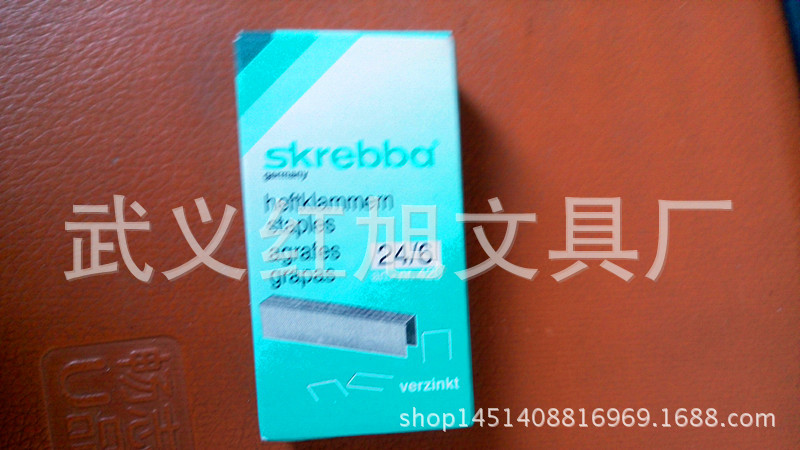 skrebba
germany
heftklammern
staples
agrafes
grapas
24/6
verzinkt
武义红旭文具厂
shop1451408816969.1688.com